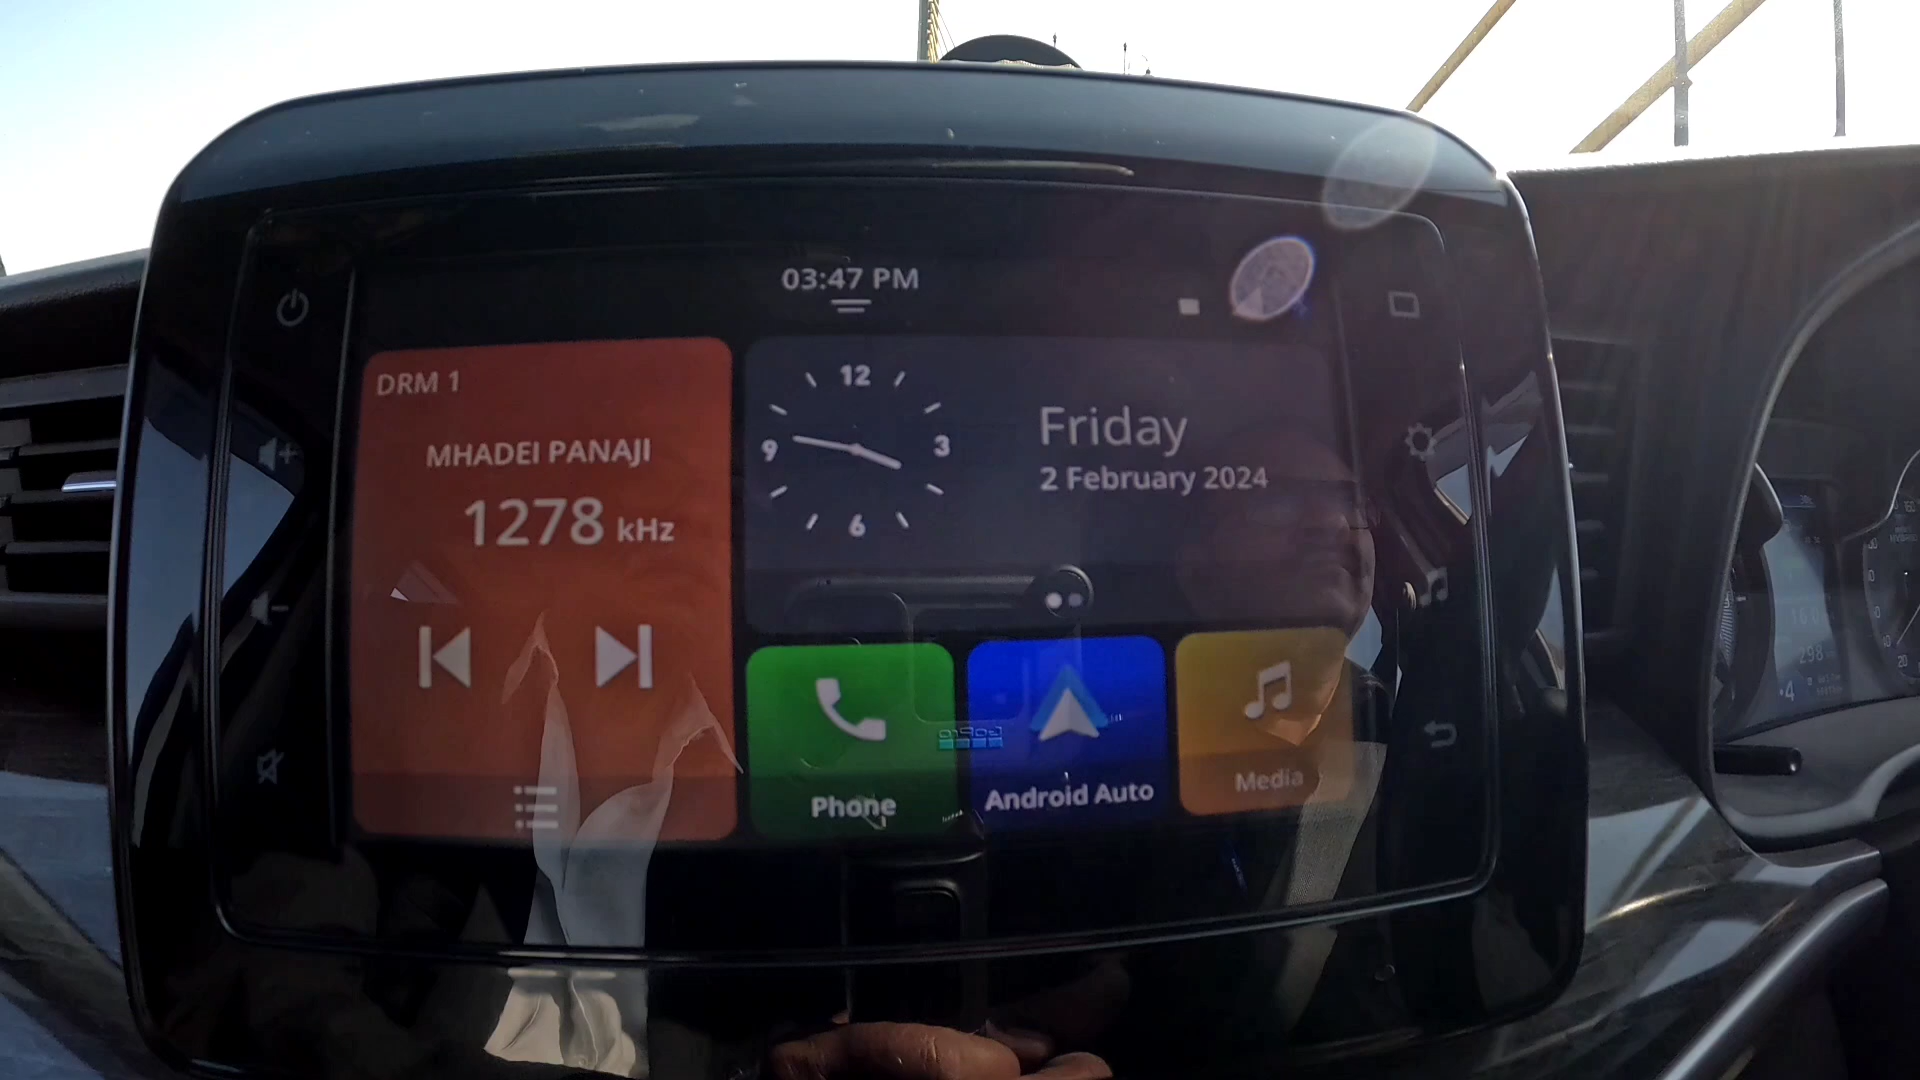 03:47 PM
DRM 1
MHADEI PANAJI
1278 kHz
12
9
3
6
Friday
2 February 2024
Phone
Android Auto
Media
298